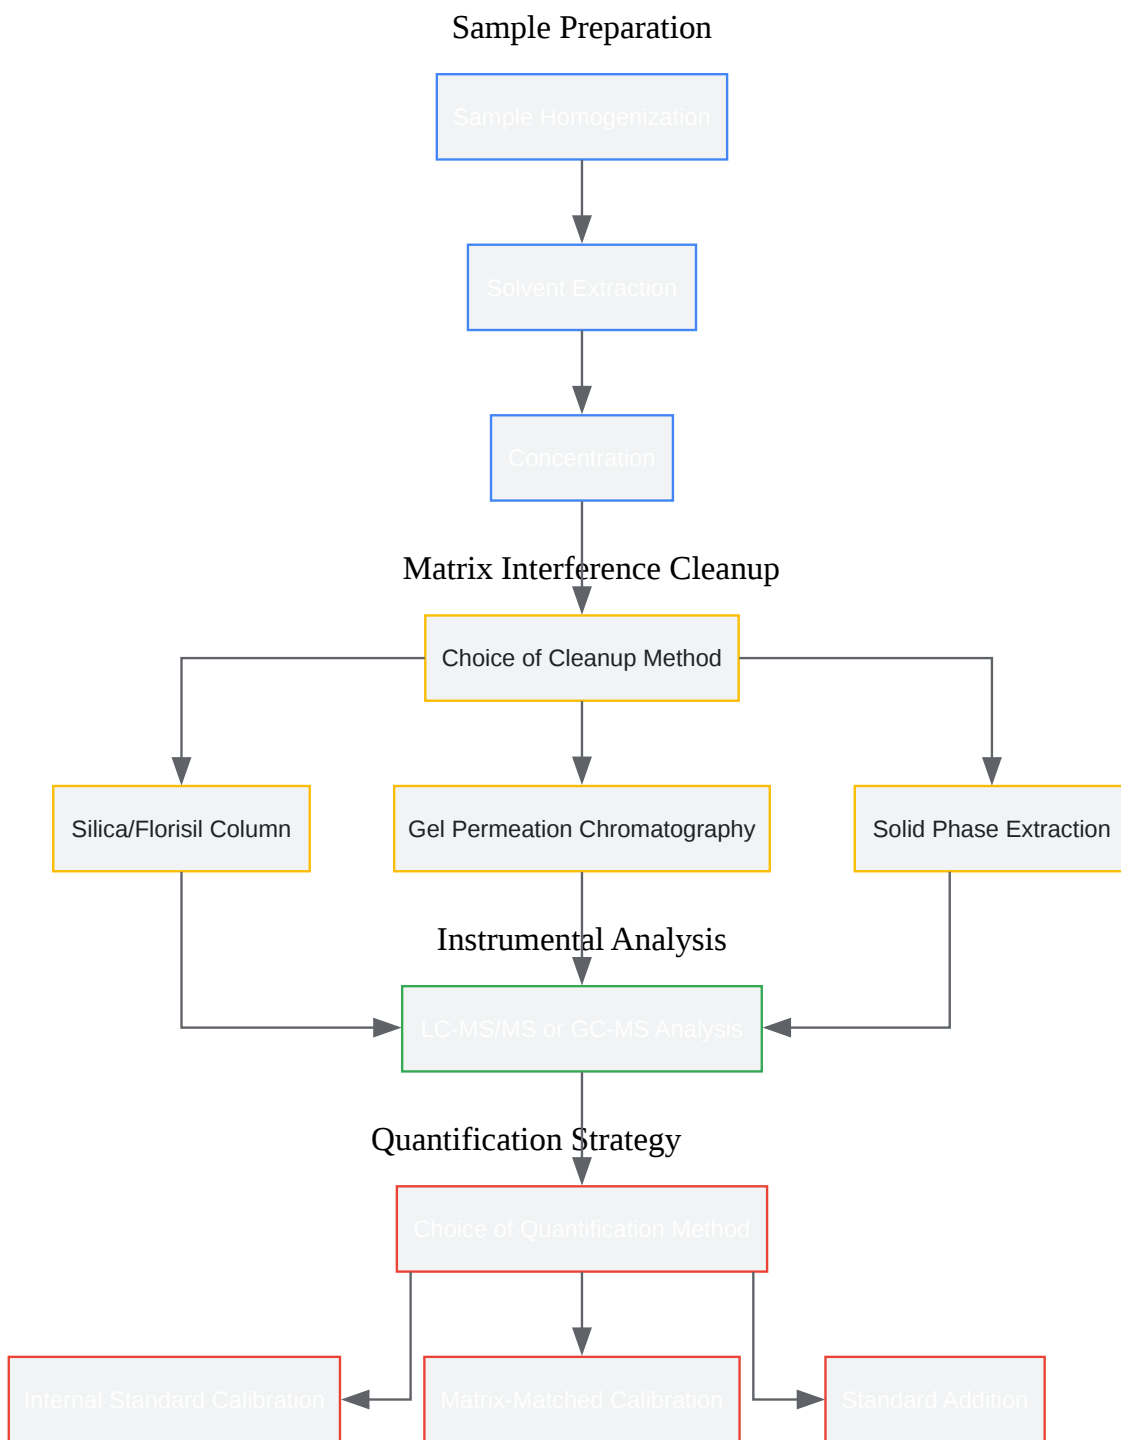 Sample Preparation
Sample Homogenization
Solvent Extraction
Concentration
Matrix Interference Cleanup
Choice of Cleanup Method
Silica/Florisil Column
Gel Permeation Chromatography
Solid Phase Extraction
Instrumental Analysis
LC-MS/MS or GC-MS Analysis
Quantification Strategy
Choice of Quantification Method
Internal Standard Calibration
Matrix-Matched Calibration
Standard Addition